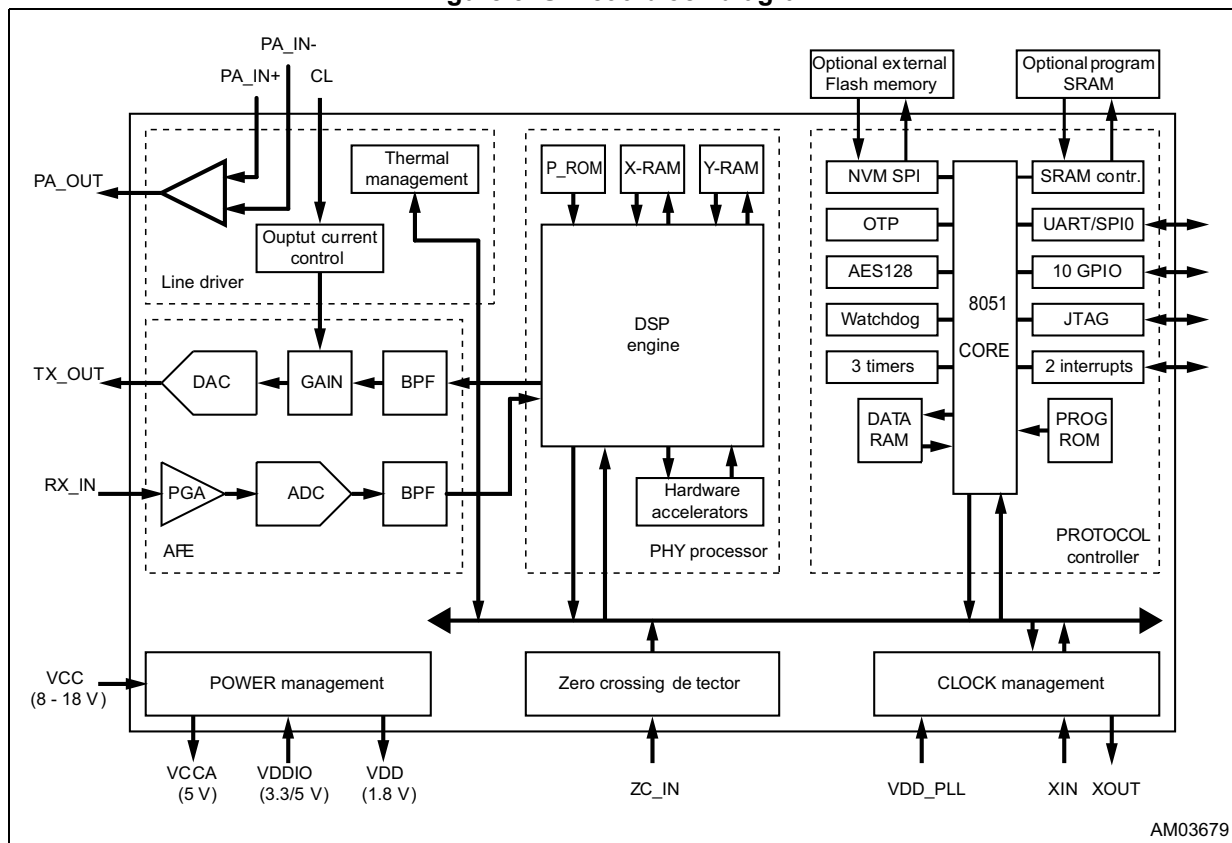 PA_IN-
PA_IN+
CL
Optional external
Flash memory
Optional program
SRAM
Thermal
management
P_ROM
X-RAM
Y-RAM
NVM SPI
SRAM contr.
PA_OUT
OTP
UART/SPI0
Ouptut current
control
Line driver
AES128
10 GPIO
8051
CORE
DSP
engine
Watchdog
JTAG
3 timers
2 interrupts
TX_OUT
DAC
GAIN
BPF
DATA
RAM
PROG
ROM
RX_IN
PGA
ADC
BPF
Hardware
accelerators
AFE
PHY processor
PROTOCOL
controller
VCC
(8 - 18 V)
POWER management
Zero crossing de tector
CLOCK management
VCCA
(5 V)
VDDIO
(3.3/5 V)
VDD
(1.8 V)
ZC_IN
VDD_PLL
XIN
XOUT
AM03679